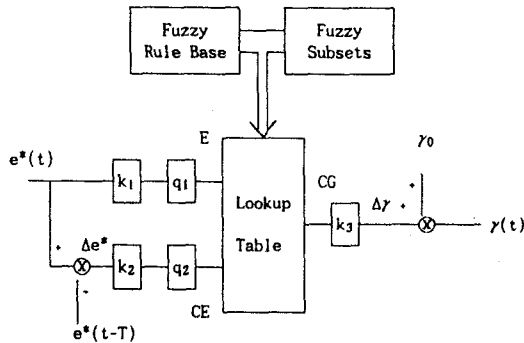 Fuzzy
Rule Base
Fuzzy
Subsets
E
e*(t)
k1
q1
Lookup
Table
CG
k3
Δγ
+
+
γ0
γ(t)
+
Δe*
k2
q2
-
CE
e*(t-T)